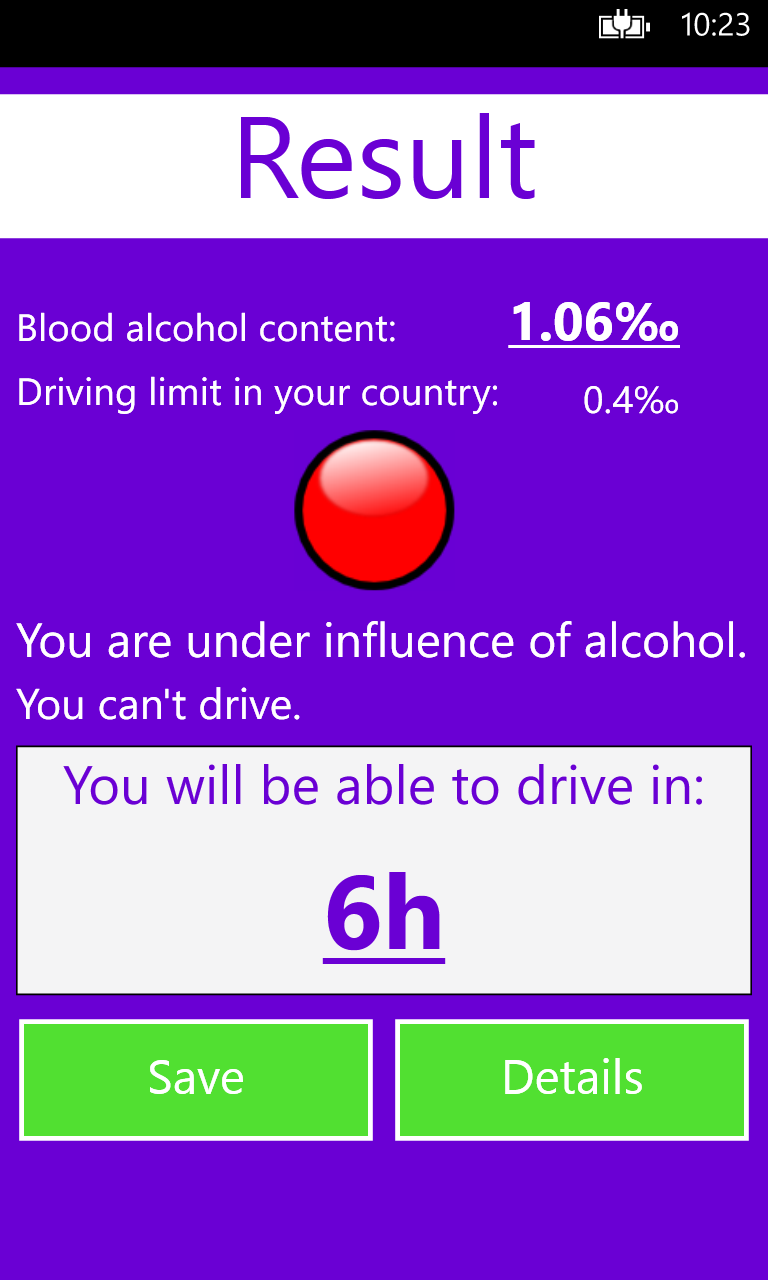 10:23
Result
Blood alcohol content: 1.06‰
Driving limit in your country: 0.4‰
You are under influence of alcohol.
You can't drive.
You will be able to drive in:
6h
Save Details